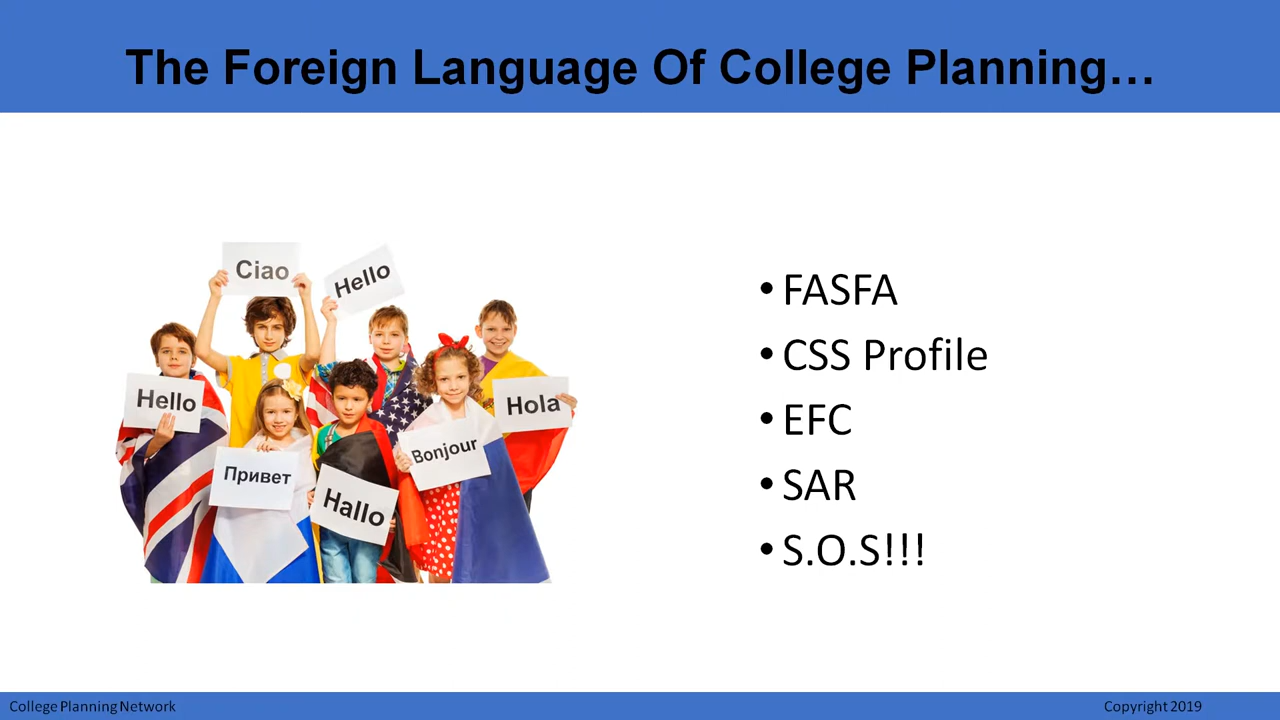 The Foreign Language Of College Planning...
Ciao
Hello
Hello
Hola
Bonjour
Привет
Hallo
• FASFA
• CSS Profile
• EFC
• SAR
• S.O.S!!!
College Planning Network
Copyright 2019